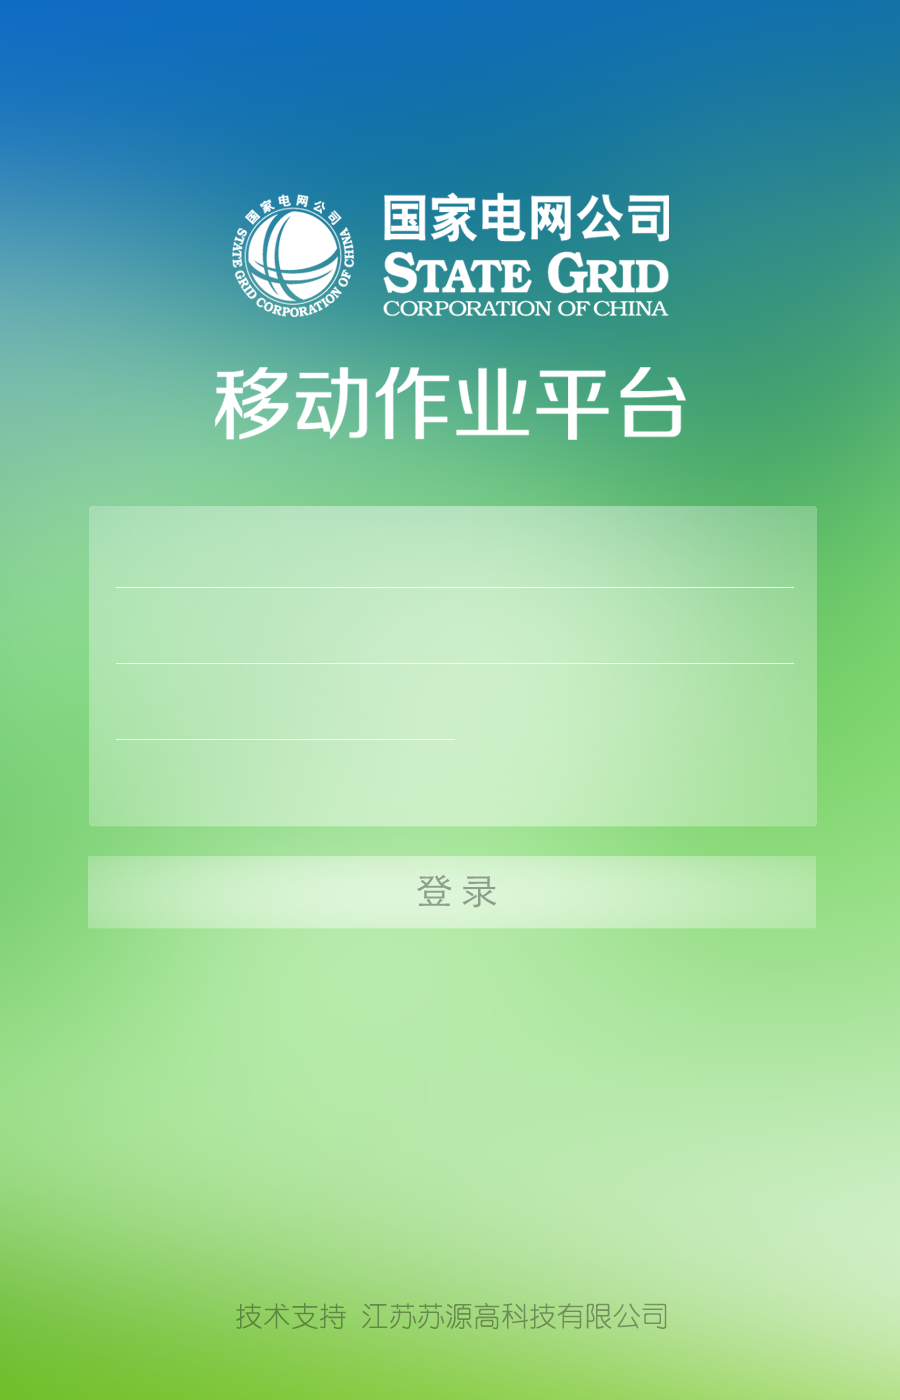 国家电网公司
STATE GRID CORPORATION OF CHINA
国家电网公司
STATE GRID
CORPORATION OF CHINA
移动作业平台
登 录
技术支持 江苏苏源高科技有限公司